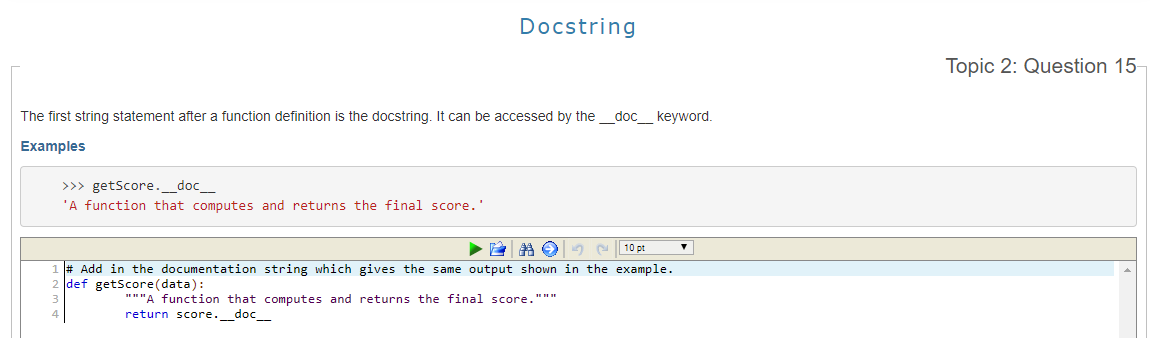 Docstring
Topic 2: Question 15
The first string statement after a function definition is the docstring. It can be accessed by the __doc__ keyword.
Examples
>>> getScore.__doc__
'A function that computes and returns the final score.'
10 pt
1 # Add in the documentation string which gives the same output shown in the example.
2 def getScore(data):
3 """A function that computes and returns the final score."""
4 return score.__doc__